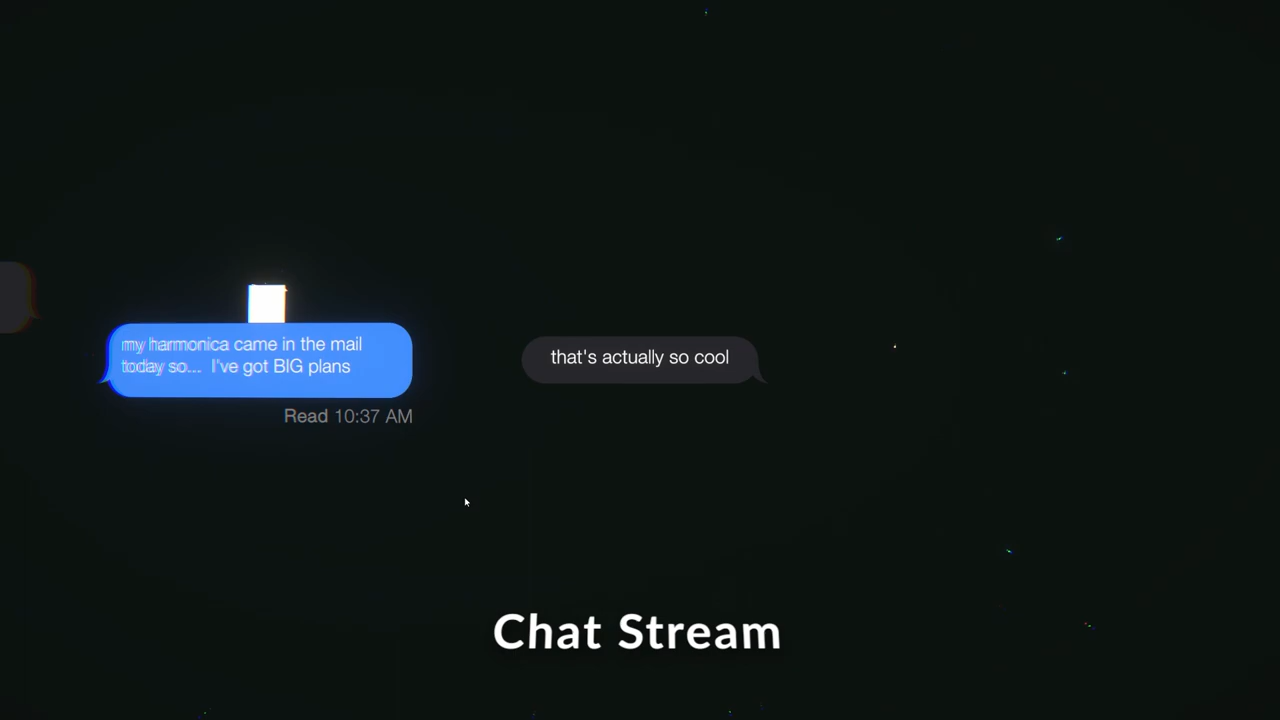 my harmonica came in the mail
today so... I've got BIG plans
Read 10:37 AM
that's actually so cool
Chat Stream